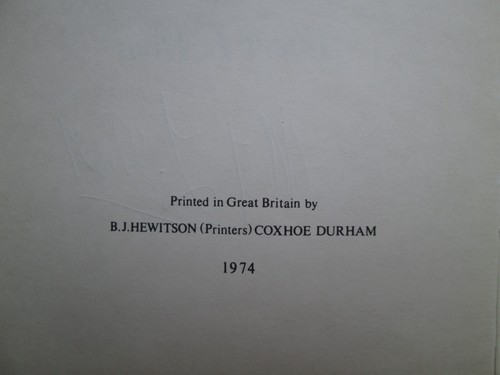 Printed in Great Britain by
B.J.HEWITSON (Printers) COXHOE DURHAM
1974